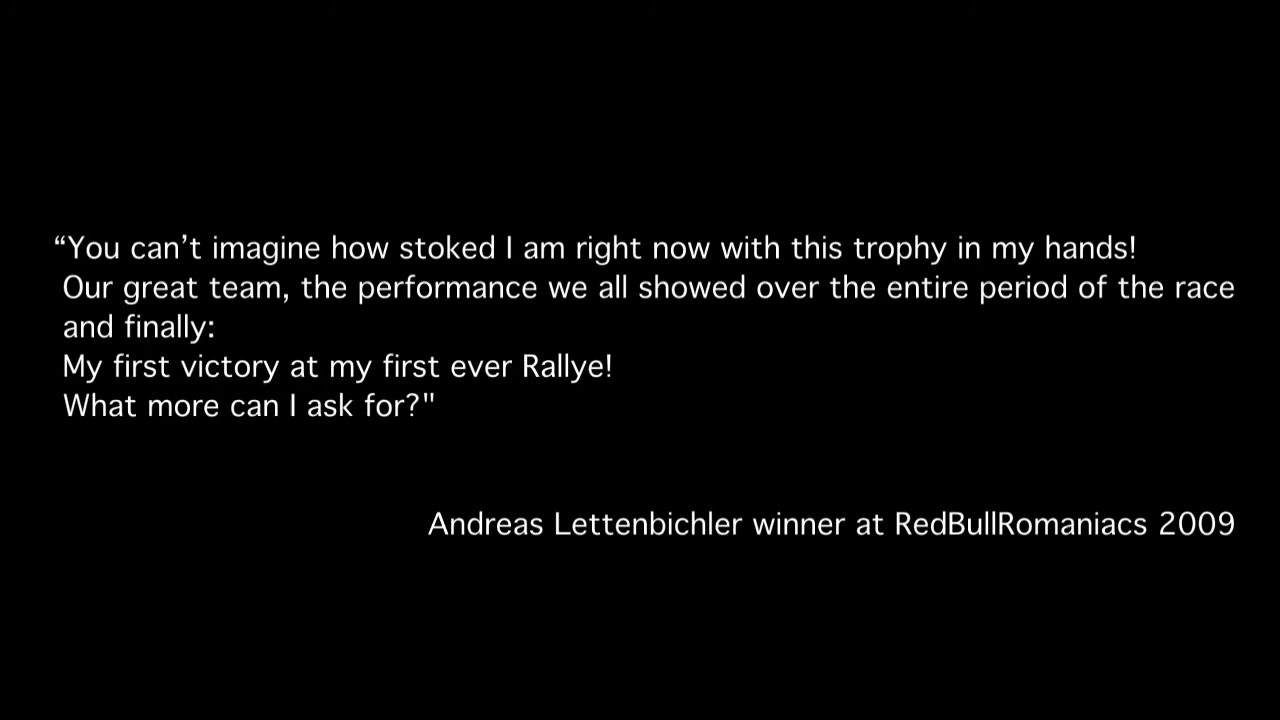 “You can’t imagine how stoked I am right now with this trophy in my hands!
Our great team, the performance we all showed over the entire period of the race
and finally:
My first victory at my first ever Rallye!
What more can I ask for?"
Andreas Lettenbichler winner at RedBullRomaniacs 2009